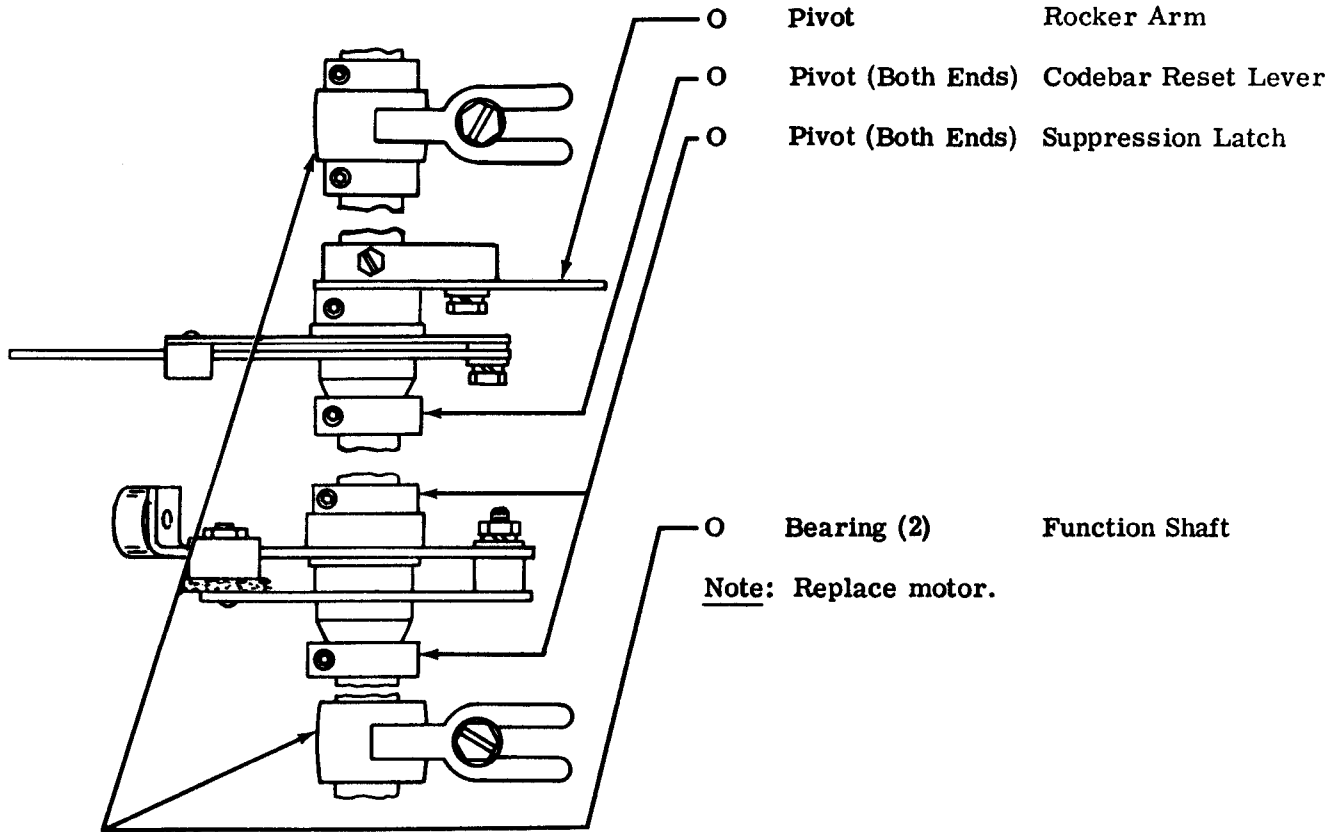 O Pivot Rocker Arm
O Pivot (Both Ends) Codebar Reset Lever
O Pivot (Both Ends) Suppression Latch
O Bearing (2) Function Shaft
Note: Replace motor.